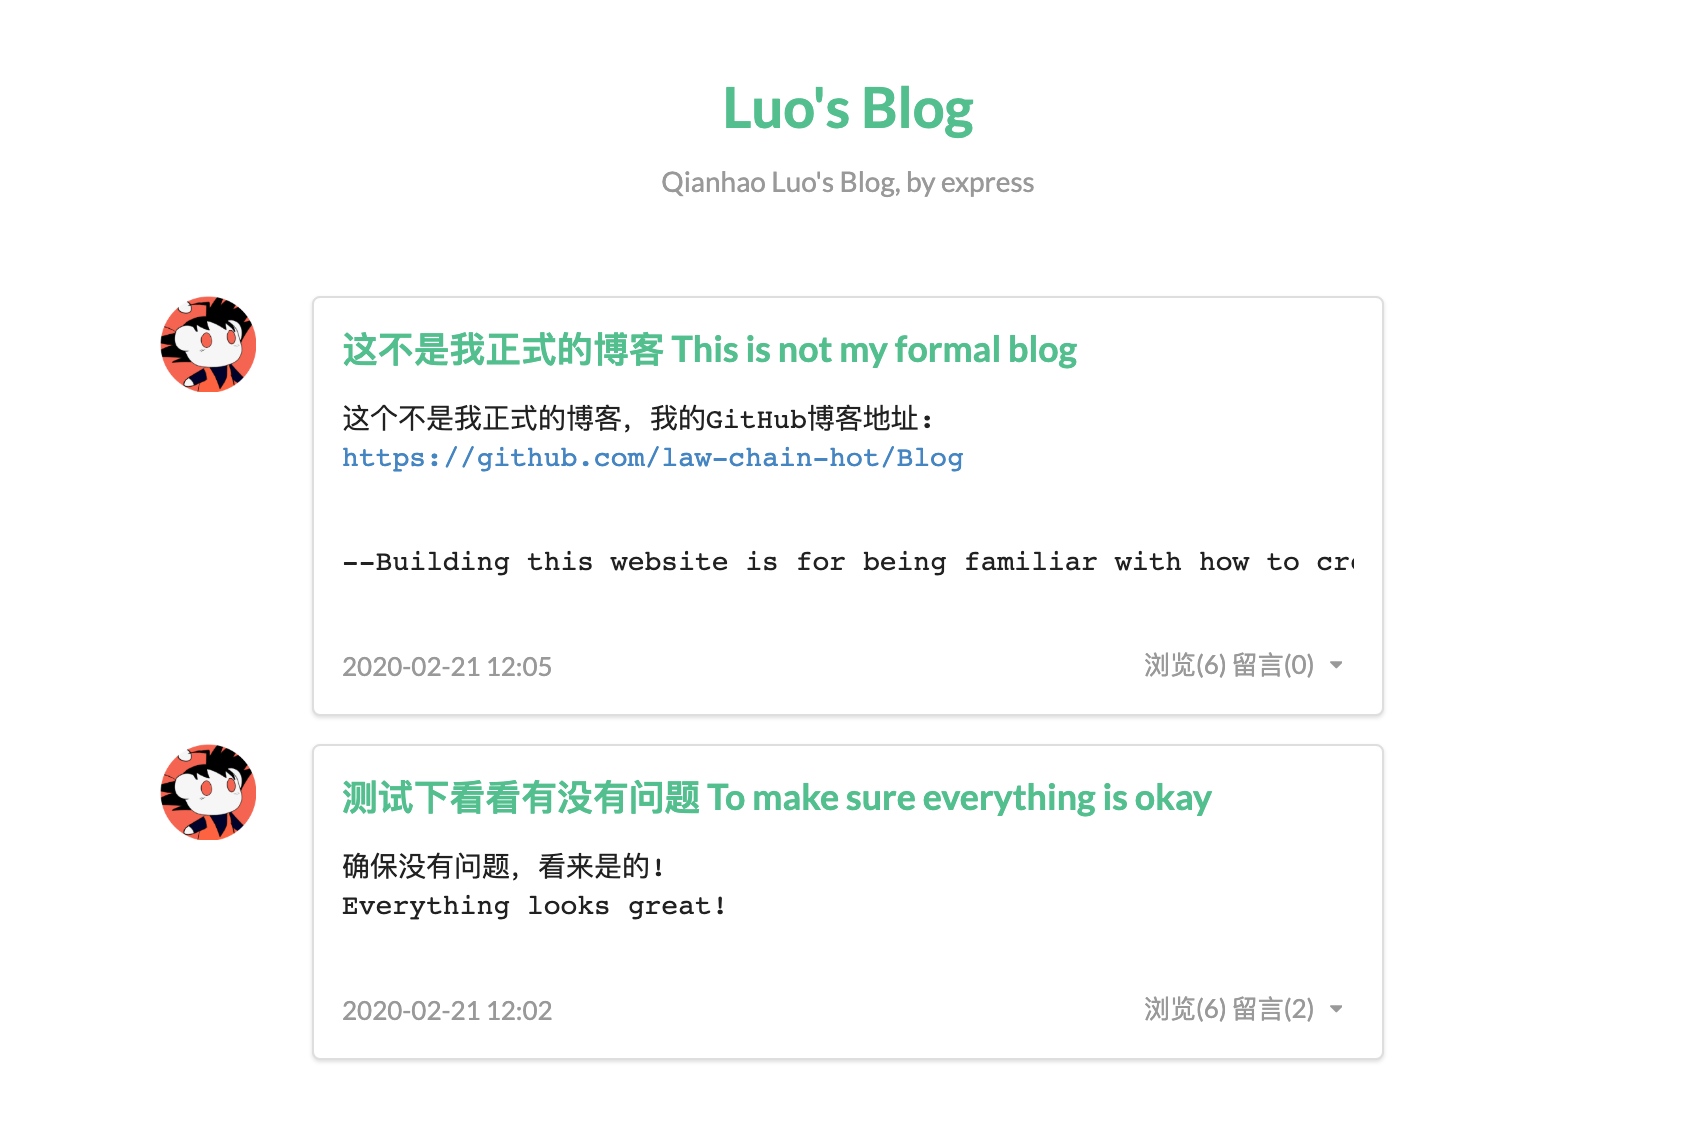 Luo's Blog
Qianhao Luo's Blog, by express
这不是我正式的博客 This is not my formal blog
这个不是我正式的博客，我的GitHub博客地址：
https://github.com/law-chain-hot/Blog
--Building this website is for being familiar with how to
2020-02-21 12:05
浏览(6) 留言(0)
测试下看看有没有问题 To make sure everything is okay
确保没有问题，看来是的！
Everything looks great!
2020-02-21 12:02
浏览(6) 留言(2)